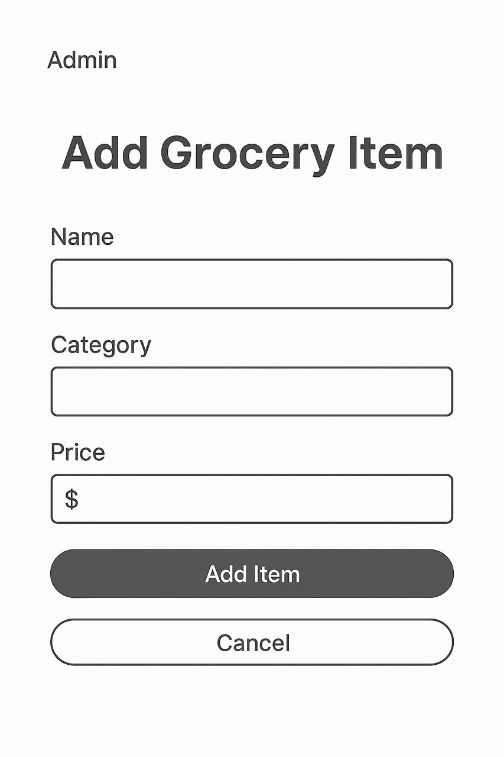 Admin
Add Grocery Item
Name
Category
Price
$
Add Item
Cancel